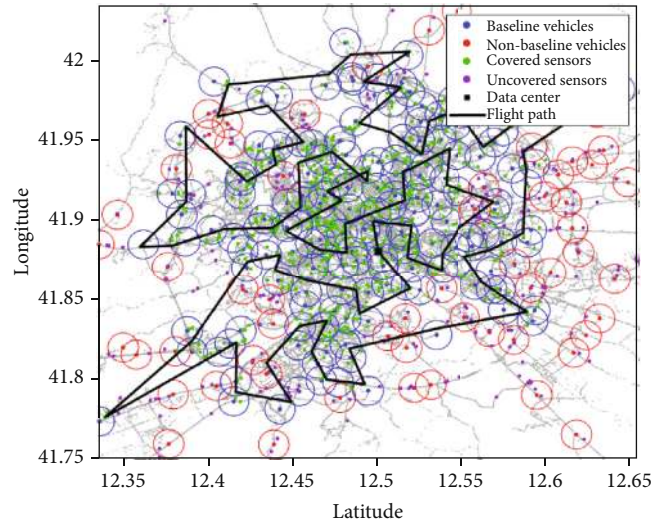 42
41.95
41.9
41.85
41.8
41.75
Longitude
12.35 12.4 12.45 12.5 12.55 12.6 12.65
Latitude
Baseline vehicles
Non-baseline vehicles
Covered sensors
Uncovered sensors
Data center
Flight path